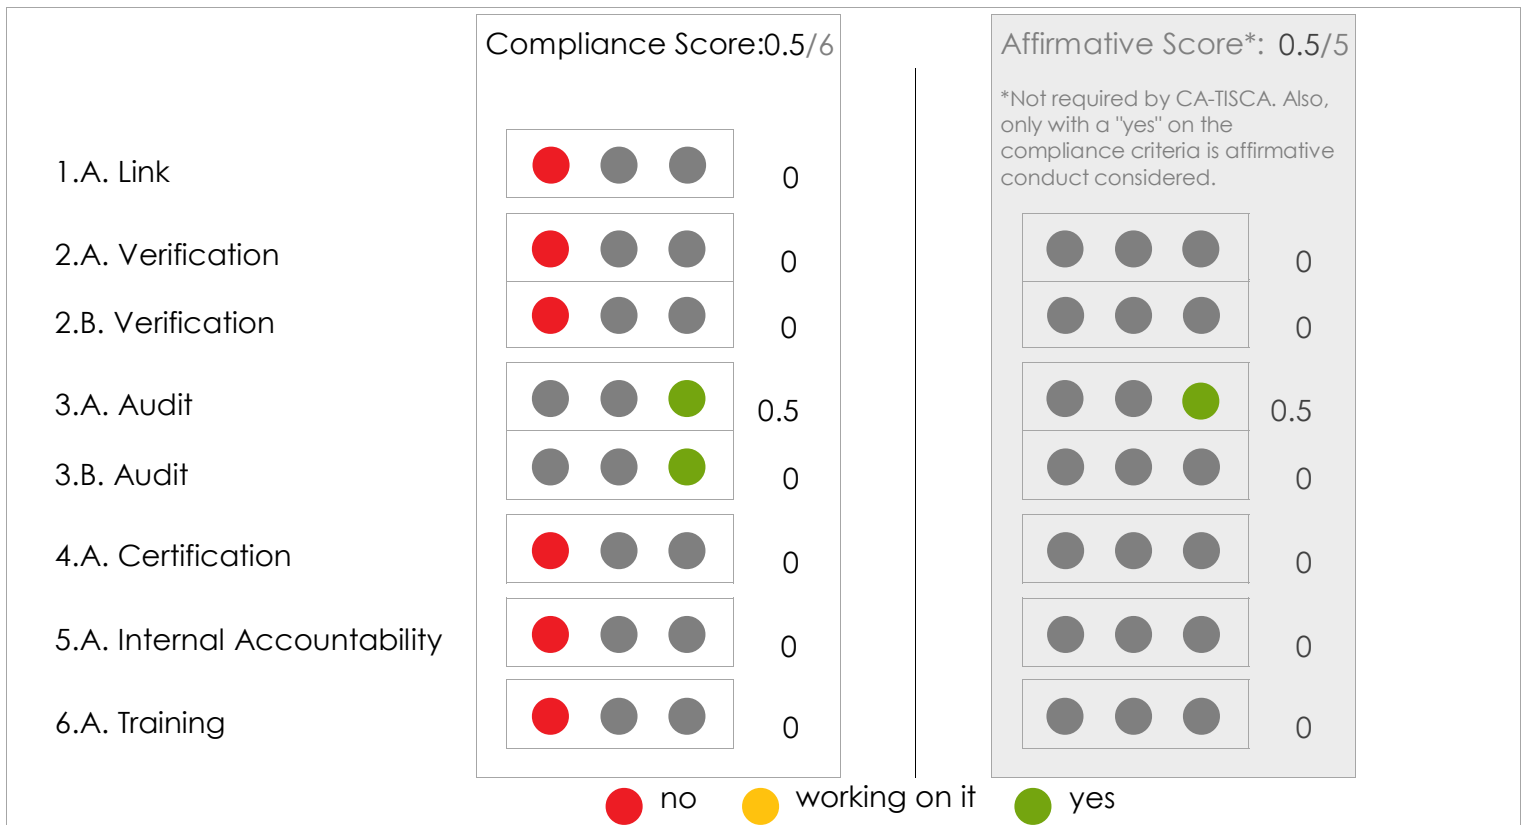 Compliance Score:0.5/6
Affirmative Score*: 0.5/5
*Not required by CA-TISCA. Also,
only with a "yes" on the
compliance criteria is affirmative
conduct considered.
1.A. Link 0
2.A. Verification 0 0
2.B. Verification 0 0
3.A. Audit 0.5 0.5
3.B. Audit 0 0
4.A. Certification 0 0
5.A. Internal Accountability 0 0
6.A. Training 0 0
no working on it yes